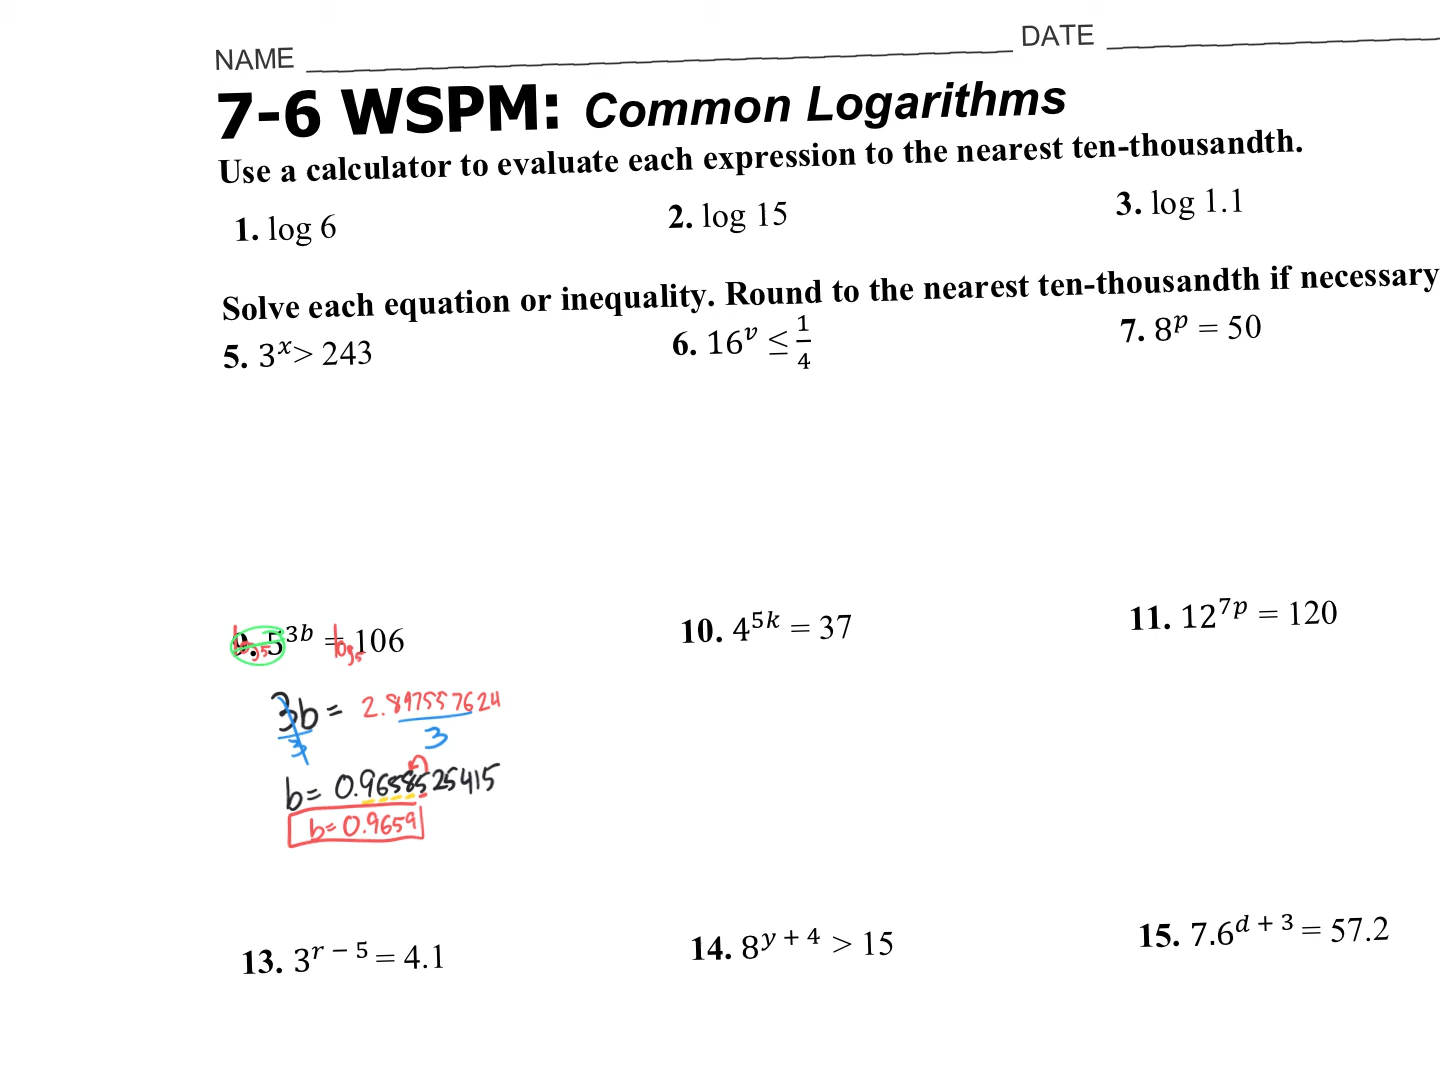 NAME DATE
7-6 WSPM: Common Logarithms
Use a calculator to evaluate each expression to the nearest ten-thousandth.
1. log 6 2. log 15 3. log 1.1
Solve each equation or inequality. Round to the nearest ten-thousandth if necessary
5. 3^x > 243 6. 16^v ≤ 1/4 7. 8^p = 50
9. 5^3b = 106 10. 4^5k = 37 11. 12^7p = 120
log5 log5
3b = 2.897557624
3 3
b = 0.9658525415
b = 0.9659
13. 3^r − 5 = 4.1 14. 8^y + 4 > 15 15. 7.6^d + 3 = 57.2